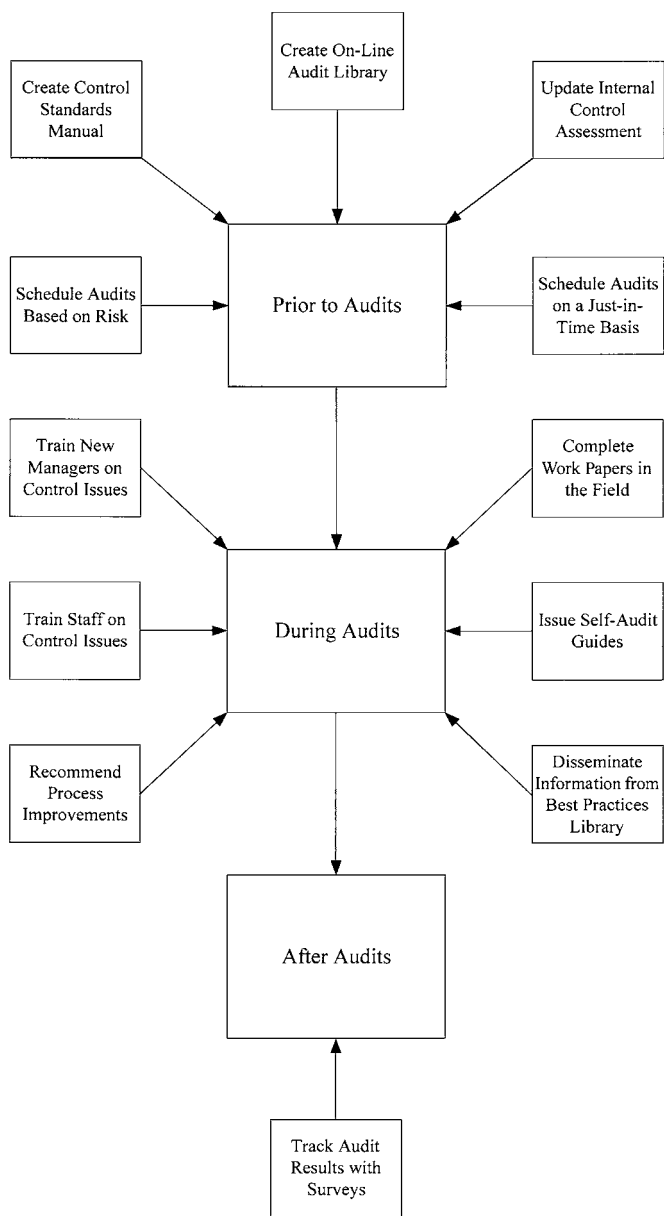 Create On-Line
Audit Library
Create Control
Standards
Manual
Update Internal
Control
Assessment
Schedule Audits
Based on Risk
Prior to Audits
Schedule Audits
on a Just-in-
Time Basis
Train New
Managers on
Control Issues
Complete
Work Papers in
the Field
Train Staff on
Control Issues
During Audits
Issue Self-Audit
Guides
Recommend
Process
Improvements
Disseminate
Information from
Best Practices
Library
After Audits
Track Audit
Results with
Surveys